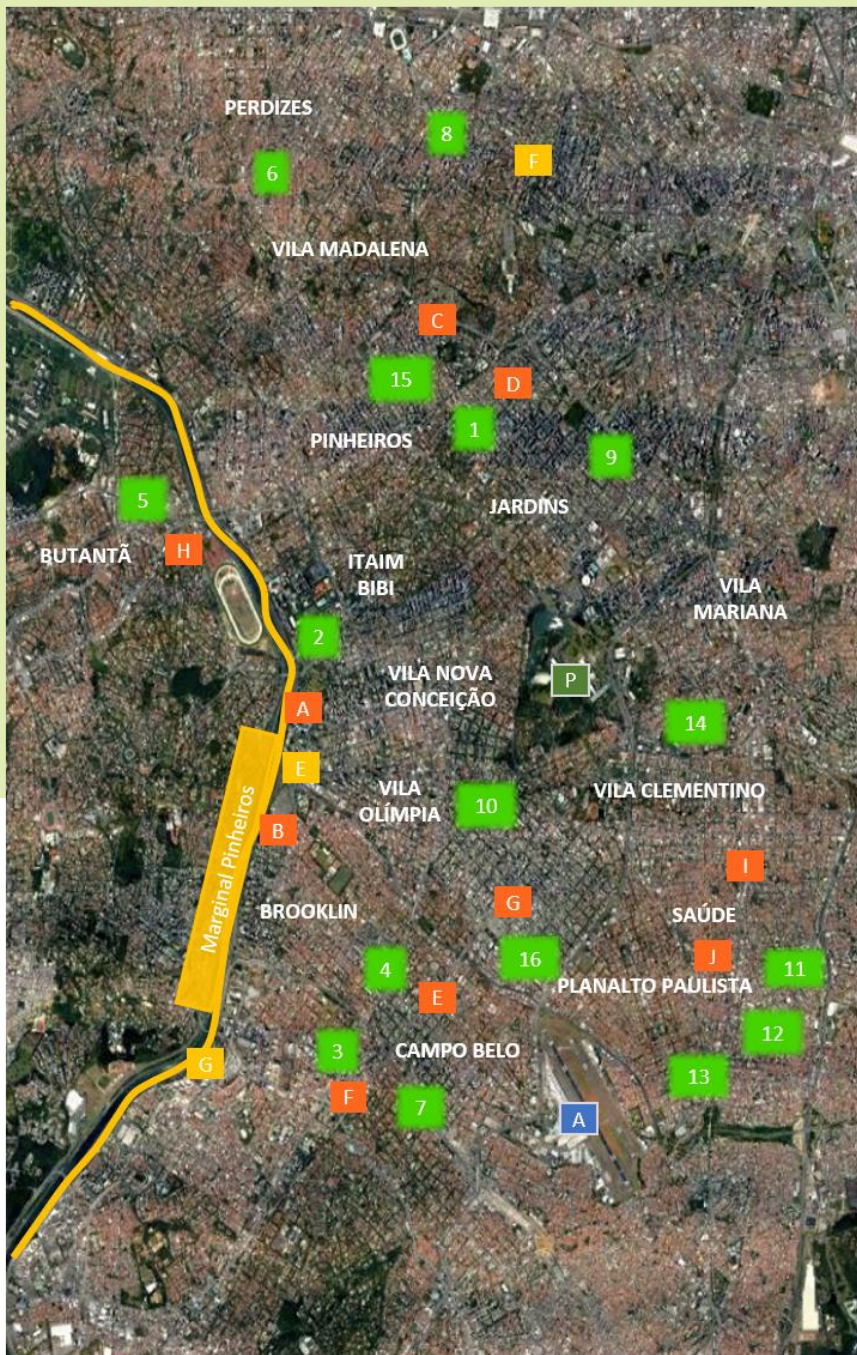 PERDIZES
8
F
6
VILA MADALENA
C
15
D
1
PINHEIROS
9
5
JARDINS
BUTANTÃ
H
ITAIM
BIBI
VILA
MARIANA
2
VILA NOVA
CONCEIÇÃO
P
A
14
E
VILA
OLÍMPIA
10
VILA CLEMENTINO
B
Marginal Pinheiros
I
G
BROOKLIN
SAÚDE
4
16
J
11
E
PLANALTO PAULISTA
12
3
CAMPO BELO
G
13
F
7
A